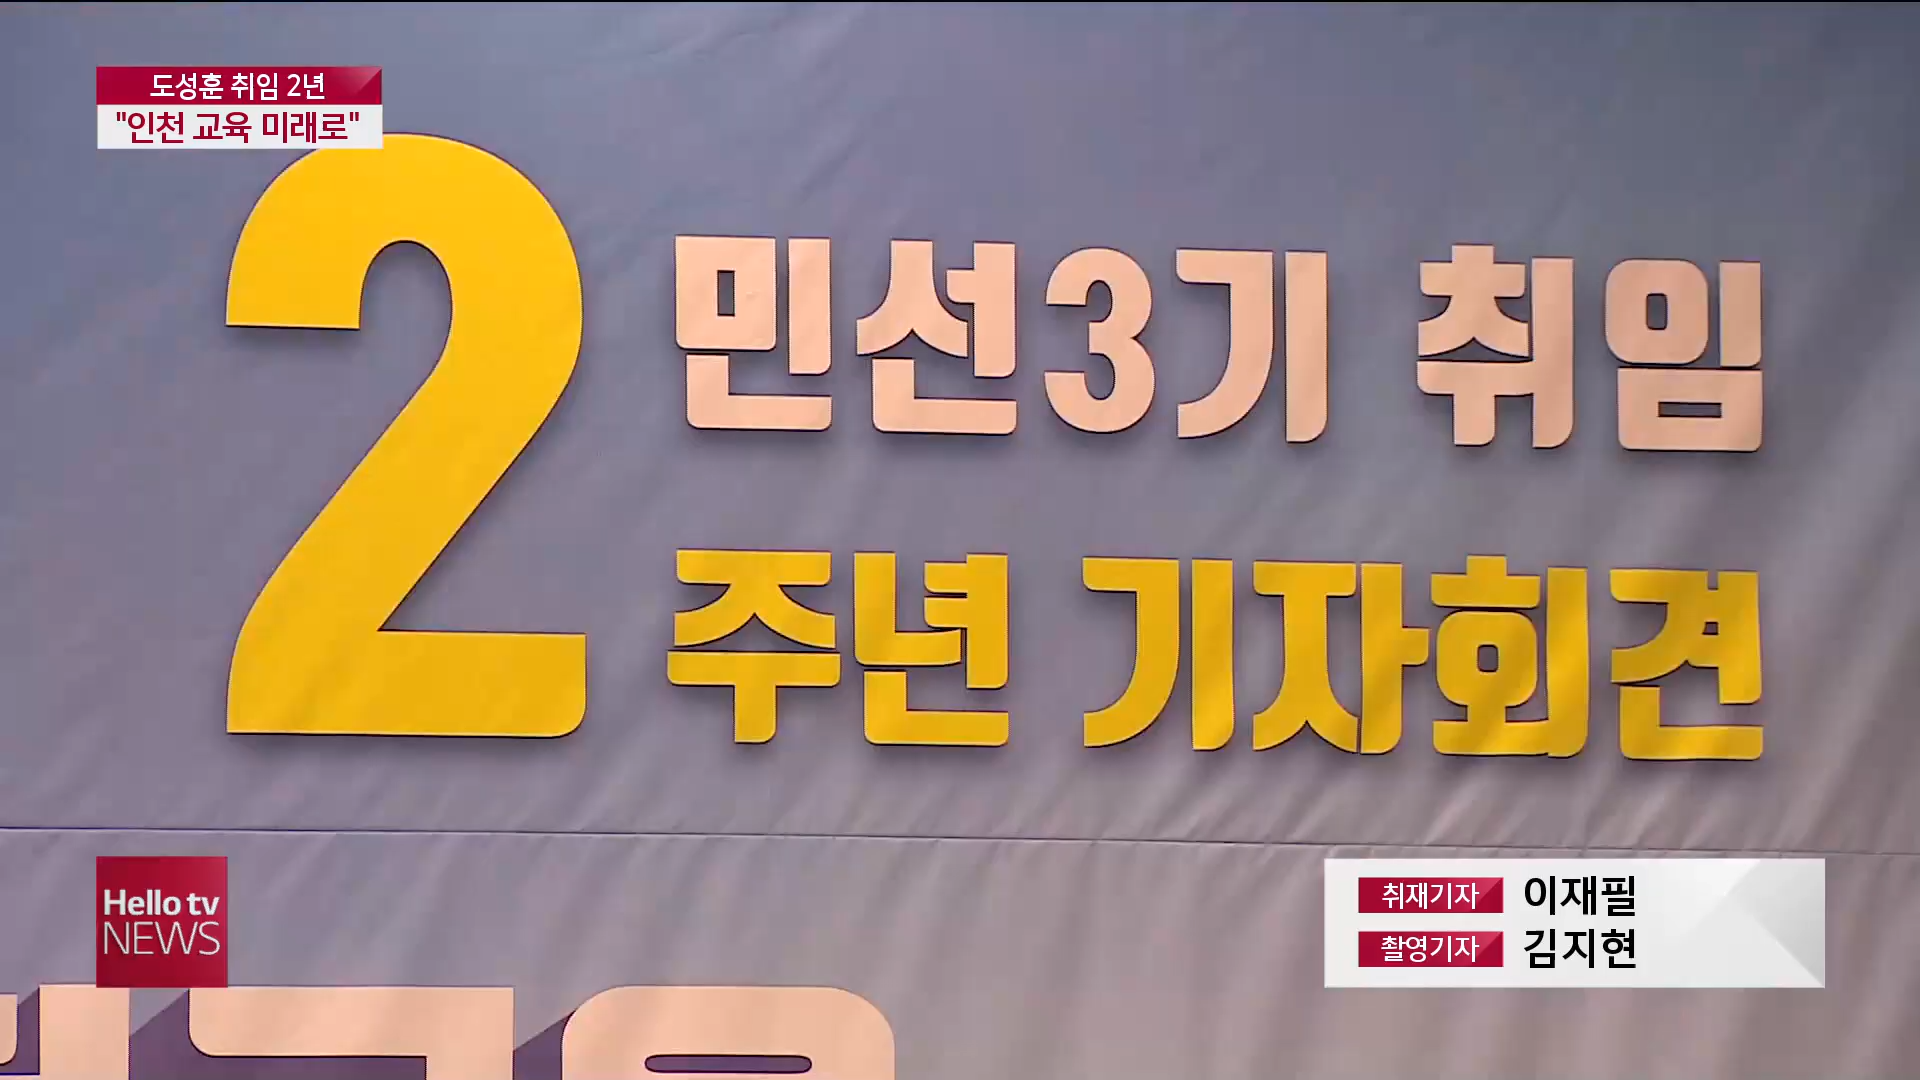 도성훈 취임 2년
"인천 교육 미래로"
2
민선3기 취임
주년 기자회견
Hello tv
NEWS
취재기자 이재필
촬영기자 김지현